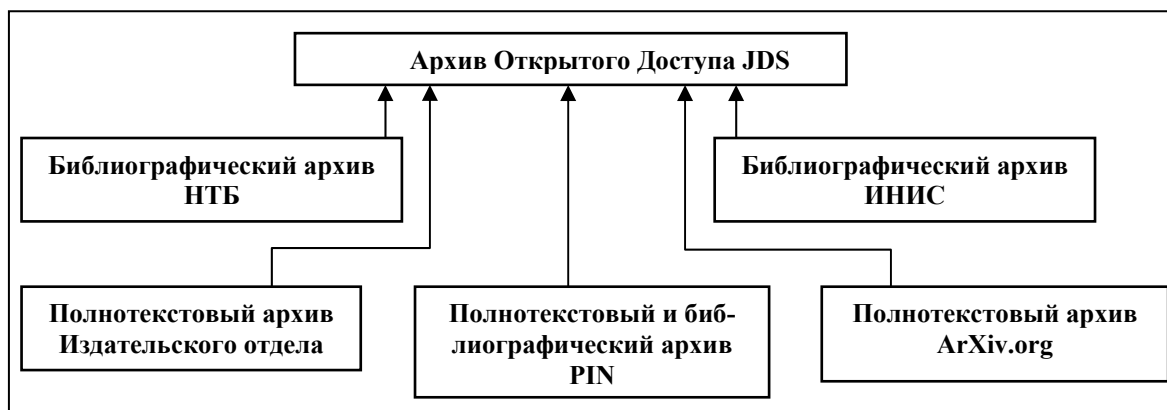 Архив Открытого Доступа JDS
Библиографический архив
НТБ
Библиографический архив
ИНИС
Полнотекстовый архив
Издательского отдела
Полнотекстовый и биб-
лиографический архив
PIN
Полнотекстовый архив
ArXiv.org